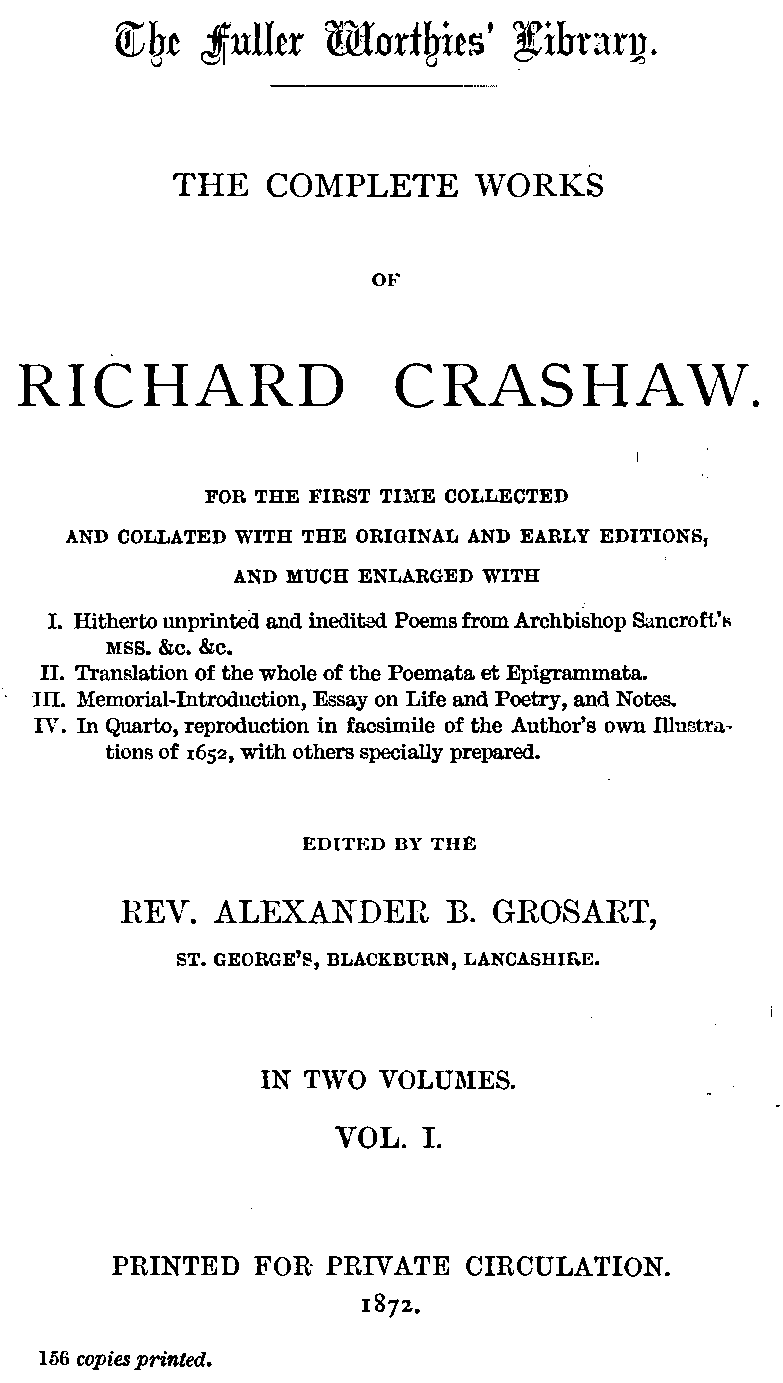 The Fuller Worthies' Library.
THE COMPLETE WORKS
OF
RICHARD CRASHAW.
FOR THE FIRST TIME COLLECTED
AND COLLATED WITH THE ORIGINAL AND EARLY EDITIONS,
AND MUCH ENLARGED WITH
I. Hitherto unprinted and inedited Poems from Archbishop Sancroft's
MSS. &c. &c.
II. Translation of the whole of the Poemata et Epigrammata.
III. Memorial-Introduction, Essay on Life and Poetry, and Notes.
IV. In Quarto, reproduction in facsimile of the Author's own Illustra-
tions of 1652, with others specially prepared.
EDITED BY THE
REV. ALEXANDER B. GROSART,
ST. GEORGE'S, BLACKBURN, LANCASHIRE.
IN TWO VOLUMES.
VOL. I.
PRINTED FOR PRIVATE CIRCULATION.
1872.
156 copies printed.